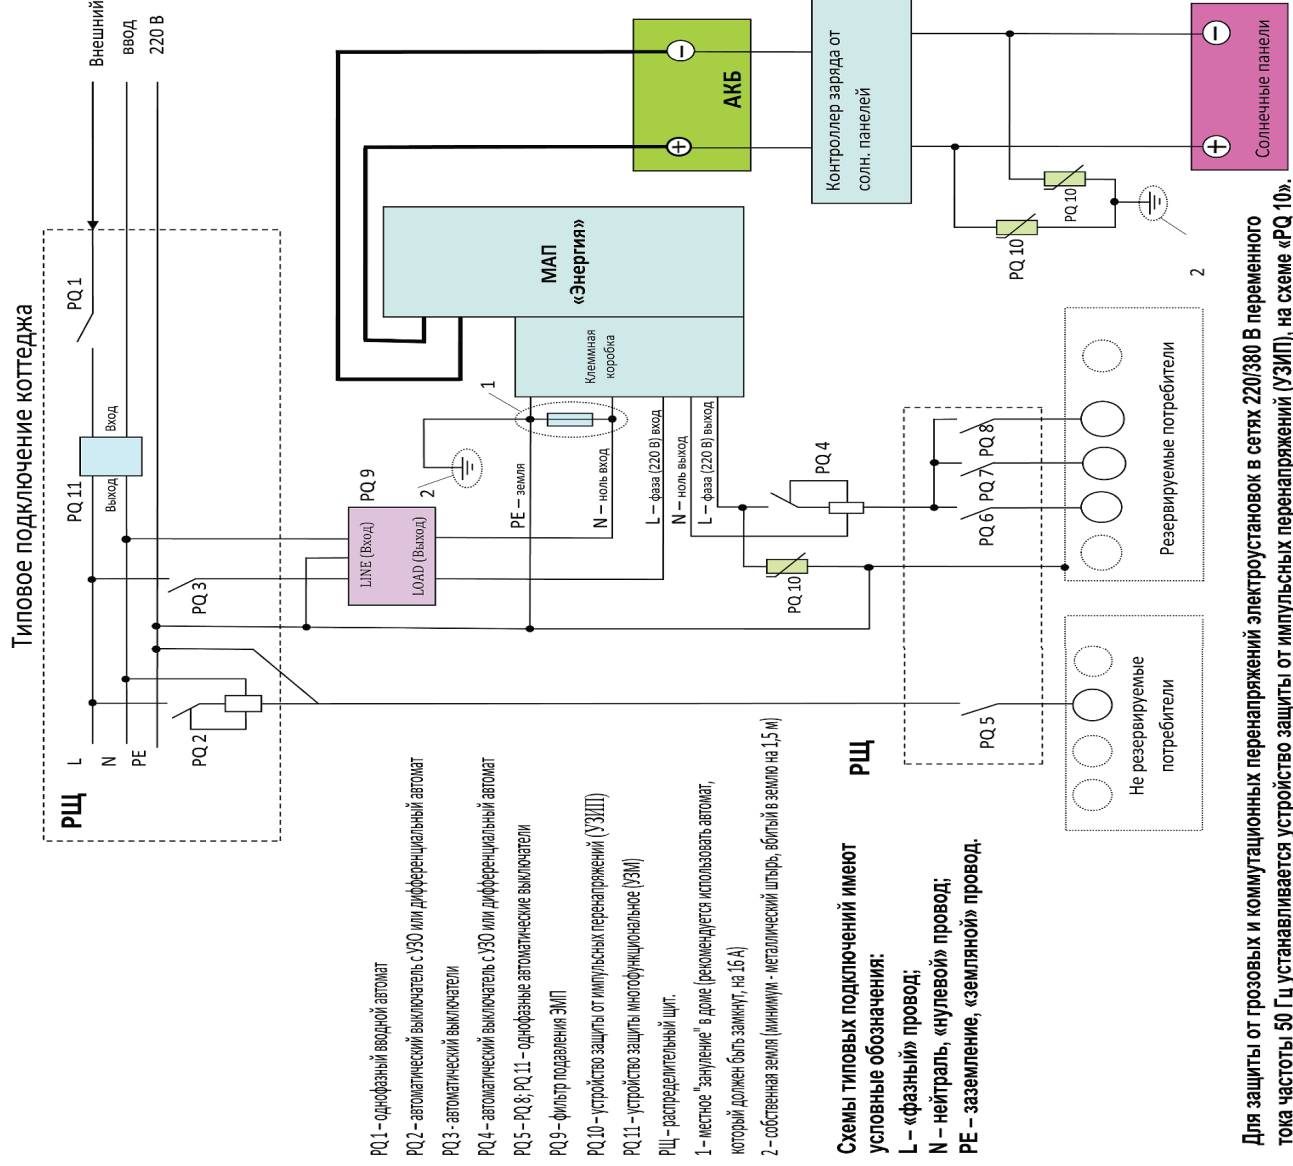 Типовое подключение коттеджа
Внешний
ввод
220 В
РЩ
L
N
PE
PQ 1
PQ 11
Вход
Выход
PQ 2
PQ 3
PQ 9
LINE (Вход)
LOAD (Выход)
2
1
PE – земля
N – ноль вход
L – фаза (220 В) вход
N – ноль выход
L – фаза (220 В) выход
Клеммная
коробка
МАП
«Энергия»
АКБ
Контроллер заряда от
солн. панелей
Солнечные панели
PQ 10
PQ 10
2
PQ 4
PQ 10
РЩ
PQ 5
PQ 6
PQ 7
PQ 8
Не резервируемые
потребители
Резервируемые потребители
PQ 1 – однофазный вводной автомат
PQ 2 – автоматический выключатель с УЗО или дифференциальный автомат
PQ 3 - автоматический выключатели
PQ 4 – автоматический выключатель с УЗО или дифференциальный автомат
PQ 5 – PQ 8; PQ 11 – однофазные автоматические выключатели
PQ 9 – фильтр подавления ЭМП
PQ 10 – устройство защиты от импульсных перенапряжений (УЗИП)
PQ 11 – устройство защиты многофункциональное (УЗМ)
РЩ – распределительный щит.
1 – местное "зануление" в доме (рекомендуется использовать автомат,
который должен быть замкнут, на 16 А)
2 – собственная земля (минимум - металлический штырь, вбитый в землю на 1,5 м)
Схемы типовых подключений имеют
условные обозначения:
L – «фазный» провод;
N – нейтраль, «нулевой» провод;
PE – заземление, «земляной» провод.
Для защиты от грозовых и коммутационных перенапряжений электроустановок в сетях 220/380 В переменного
тока частоты 50 Гц устанавливается устройство защиты от импульсных перенапряжений (УЗИП), на схеме «PQ 10».